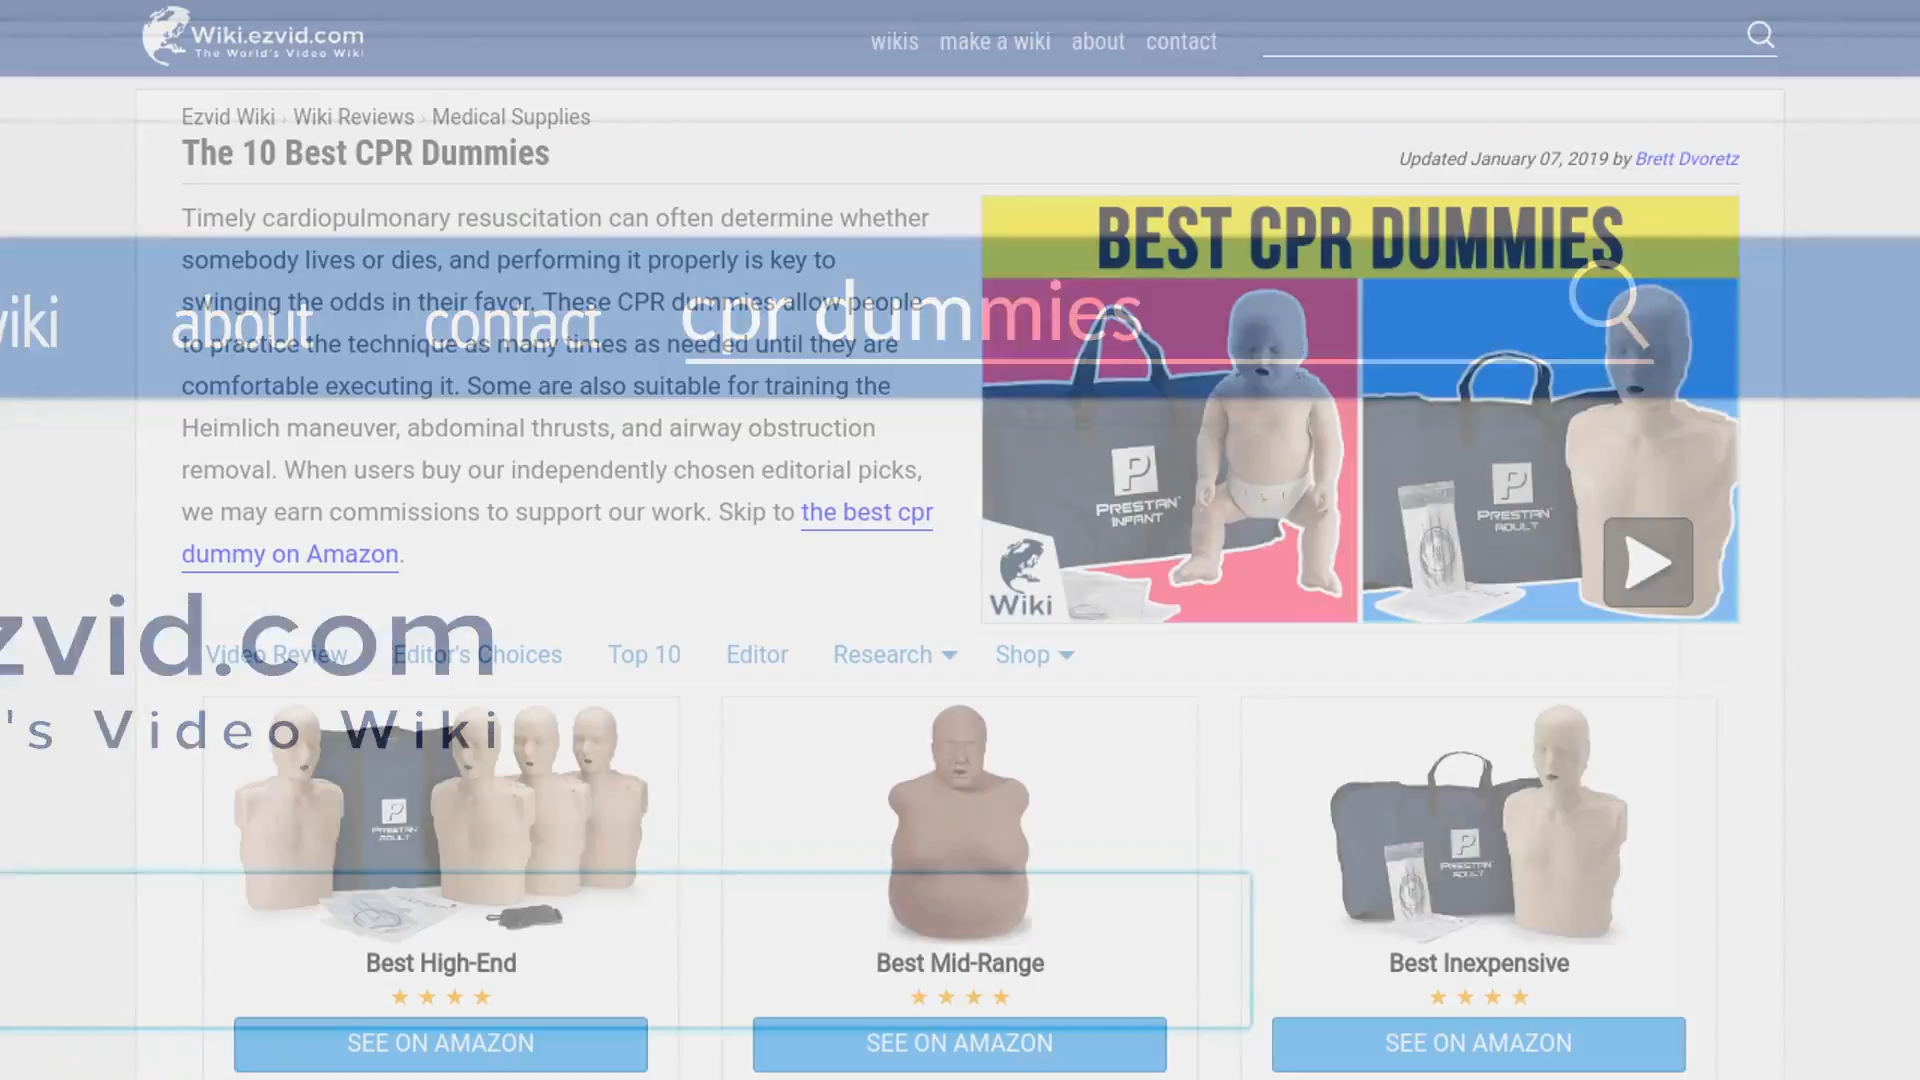 Wiki.ezvid.com
The World's Video Wiki
wikis make a wiki about contact
Ezvid Wiki › Wiki Reviews › Medical Supplies
The 10 Best CPR Dummies
Updated January 07, 2019 by Brett Dvoretz
Timely cardiopulmonary resuscitation can often determine whether
somebody lives or dies, and performing it properly is key to
swinging the odds in their favor. These CPR dummies allow people
to practice the technique as many times as needed until they are
comfortable executing it. Some are also suitable for training the
Heimlich maneuver, abdominal thrusts, and airway obstruction
removal. When users buy our independently chosen editorial picks,
we may earn commissions to support our work. Skip to the best cpr
dummy on Amazon.
BEST CPR DUMMIES
PRESTAN
INFANT
PRESTAN
ADULT
Wiki
viki about contact cpr dummies
zvid.com
's Video Wiki
Video Review Editor's Choices Top 10 Editor Research Shop
PRESTAN
ADULT
PRESTAN
ADULT
Best High-End
Best Mid-Range
Best Inexpensive
SEE ON AMAZON
SEE ON AMAZON
SEE ON AMAZON